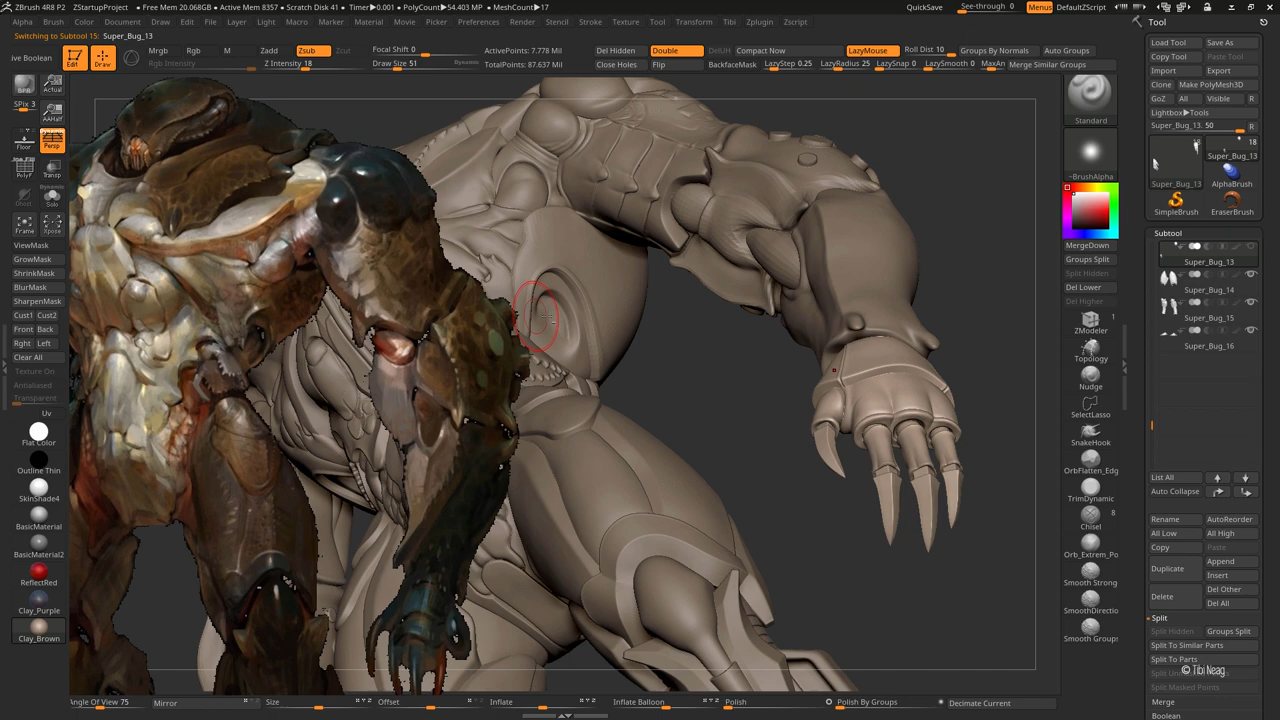 ZBrush 4R8 P2 ZStartupProject • Free Mem 20.068GB • Active Mem 8357 • Scratch Disk 41 • Timer▶0.001 • PolyCount▶54.403 MP • MeshCount▶17 QuickSave See-through 0 Menus DefaultZScript
Alpha Brush Color Document Draw Edit File Layer Light Macro Marker Material Movie Picker Preferences Render Stencil Stroke Texture Tool Transform Tbi Zplugin Zscript
Switching to Subtool 15: Super_Bug_13
ive Boolean Edit Draw
Mrgb Rgb M Zadd Zsub Zcut
Rgb Intensity Z Intensity 18
Focal Shift 0
Draw Size 51 Dynamic
ActivePoints: 7.778 Mil
TotalPoints: 87.637 Mil
Del Hidden Double DelUH Compact Now LazyMouse Roll Dist 10 Groups By Normals Auto Groups
Close Holes Flip BackfaceMask LazyStep 0.25 LazyRadius 25 LazySnap 0 LazySmooth 0 MaxAn Merge Similar Groups
BPR Actual
SPix 3 AAHalf
Floor Dynamic Persp
PolyF Transp
Ghost Dynamic Solo
Frame Xpose
ViewMask
GrowMask
ShrinkMask
BlurMask
SharpenMask
Cust1 Cust2
Front Back
Rght Left
Clear All
Texture On
Antialiased
Transparent
Uv
Flat Color
Outline Thin
SkinShade4
BasicMaterial
BasicMaterial2
ReflectRed
Clay_Purple
Clay_Brown
Angle Of View 75 Mirror Size Offset Inflate Inflate Balloon Polish Polish By Groups Decimate Current
Standard
~BrushAlpha
MergeDown
Groups Split
Split Hidden
Del Lower
Del Higher
1
ZModeler
Topology
Nudge
SelectLasso
SnakeHook
OrbFlatten_Edg
TrimDynamic
8
Chisel
Orb_Extrem_Po
Smooth Strong
SmoothDirectio
Smooth Groups
Tool
Load Tool Save As
Copy Tool Paste Tool
Import Export
Clone Make PolyMesh3D
GoZ All Visible R
Lightbox▶Tools
Super_Bug_13. 50 R
18
Super_Bug_13
Super_Bug_13 AlphaBrush
SimpleBrush EraserBrush
Subtool
Super_Bug_13
Super_Bug_14
Super_Bug_15
Super_Bug_16
List All
Auto Collapse
Rename AutoReorder
All Low All High
Copy Paste
Duplicate Append
Insert
Delete Del Other
Del All
Split
Split Hidden Groups Split
Split To Similar Parts
Split To Parts
© Tibi Neag
Split Masked Points
Merge
Boolean